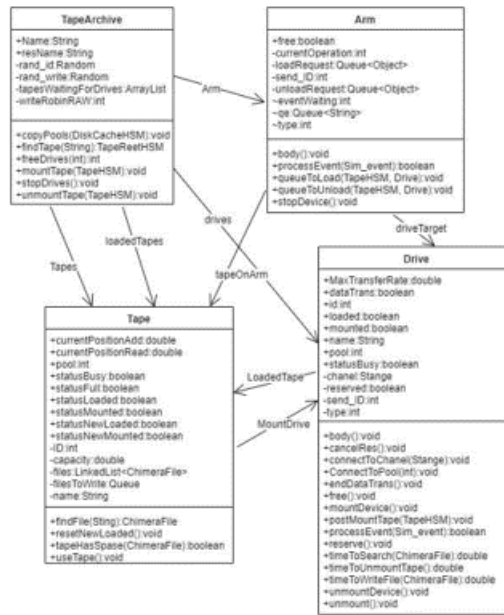 TapeArchive
+Name:String
+resName:String
-rand_id:Random
-rand_write:Random
-tapesWaitingForDrives:ArrayList
-writeRobinRAW:int
+copyPools(DiskCacheHSM):void
+findTape(String):TapeReetHSM
+freeDrives(int):int
+mountTape(TapeHSM):void
+stopDrives():void
+unmountTape(TapeHSM):void
Arm
Arm
+free:boolean
-currentOperation:int
-loadRequest:Queue<Object>
-send_ID:int
-unloadRequest:Queue<Object>
~eventWaiting:int
~qe:Queue<String>
~type:int
+body():void
+processEvent(Sim_event):boolean
+queueToLoad(TapeHSM, Drive):void
+queueToUnload(TapeHSM, Drive):void
+stopDevice():void
drives
driveTarget
loadedTapes
Tapes
tapeOnArm
Tape
+currentPositionAdd:double
+currentPositionRead:double
+pool:int
+statusBusy:boolean
+statusFull:boolean
+statusLoaded:boolean
+statusMounted:boolean
+statusNewLoaded:boolean
+statusNewMounted:boolean
-ID:int
-capacity:double
-files:LinkedList<ChimeraFile>
-filesToWrite:Queue
-name:String
+findFile(Sting):ChimeraFile
+resetNewLoaded():void
+tapeHasSpase(ChimeraFile):boolean
+useTape():void
LoadedTape
MountDrive
Drive
+MaxTransferRate:double
+dataTrans:boolean
+id:int
+loaded:boolean
+mounted:boolean
+name:String
+pool:int
+statusBusy:boolean
-chanel:Stange
-reserved:boolean
-send_ID:int
-type:int
+body():void
+cancelRes():void
+connectToChanel(Stange):void
+ConnectToPool(int):void
+endDataTrans():void
+free():void
+mountDevice():void
+postMountTape(TapeHSM):void
+processEvent(Sim_event):boolean
+reserve():void
+timeToSearch(ChimeraFile):double
+timeToUnmountTape():double
+timeToWriteFile(ChimeraFile):double
+unmountDevice():void
+unmount():void